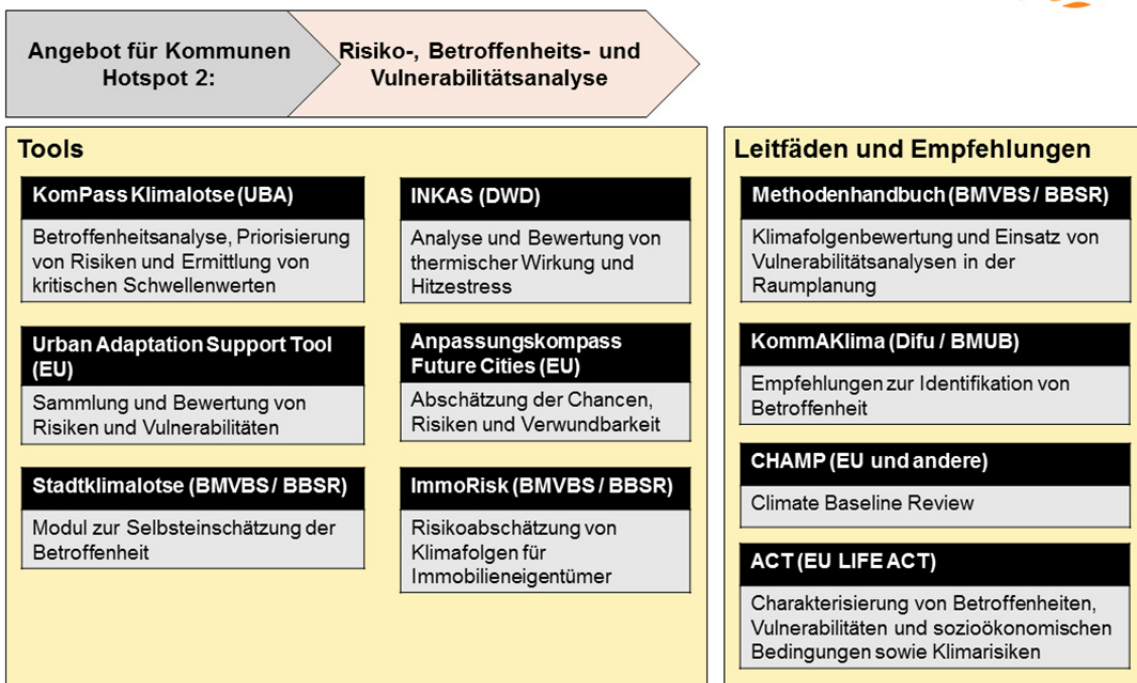 Angebot für Kommunen
Hotspot 2:
Risiko-, Betroffenheits- und
Vulnerabilitätsanalyse
Tools
KomPass Klimalotse (UBA)
Betroffenheitsanalyse, Priorisierung
von Risiken und Ermittlung von
kritischen Schwellenwerten
Urban Adaptation Support Tool
(EU)
Sammlung und Bewertung von
Risiken und Vulnerabilitäten
Stadtklimalotse (BMVBS / BBSR)
Modul zur Selbsteinschätzung der
Betroffenheit
INKAS (DWD)
Analyse und Bewertung von
thermischer Wirkung und
Hitzestress
Anpassungskompass
Future Cities (EU)
Abschätzung der Chancen,
Risiken und Verwundbarkeit
ImmoRisk (BMVBS / BBSR)
Risikoabschätzung von
Klimafolgen für
Immobilieneigentümer
Leitfäden und Empfehlungen
Methodenhandbuch (BMVBS / BBSR)
Klimafolgenbewertung und Einsatz von
Vulnerabilitätsanalysen in der
Raumplanung
KommAKlima (Difu / BMUB)
Empfehlungen zur Identifikation von
Betroffenheit
CHAMP (EU und andere)
Climate Baseline Review
ACT (EU LIFE ACT)
Charakterisierung von Betroffenheiten,
Vulnerabilitäten und sozioökonomischen
Bedingungen sowie Klimarisiken